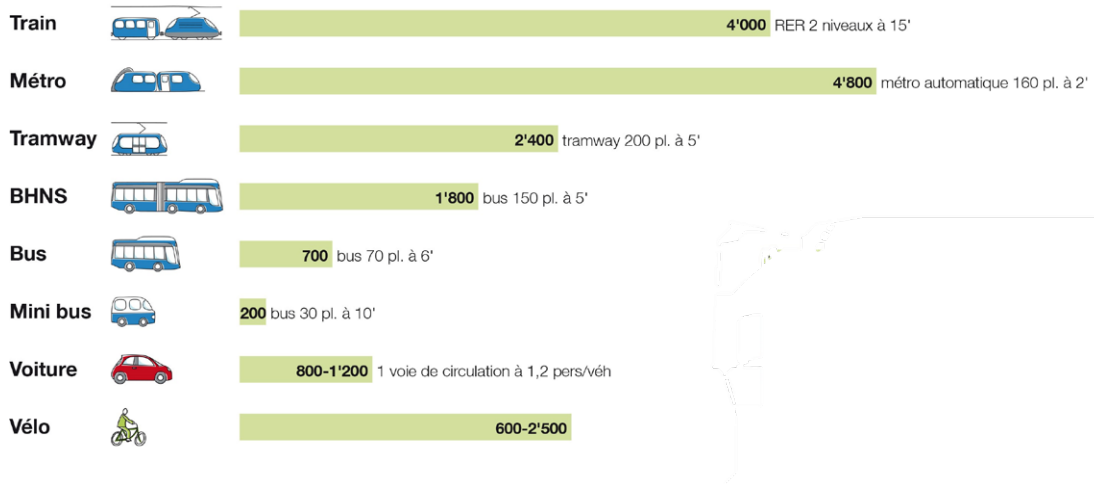 Train 4'000 RER 2 niveaux à 15'
Métro 4'800 métro automatique 160 pl. à 2'
Tramway 2'400 tramway 200 pl. à 5'
BHNS 1'800 bus 150 pl. à 5'
Bus 700 bus 70 pl. à 6'
Mini bus 200 bus 30 pl. à 10'
Voiture 800-1'200 1 voie de circulation à 1,2 pers/véh
Vélo 600-2'500